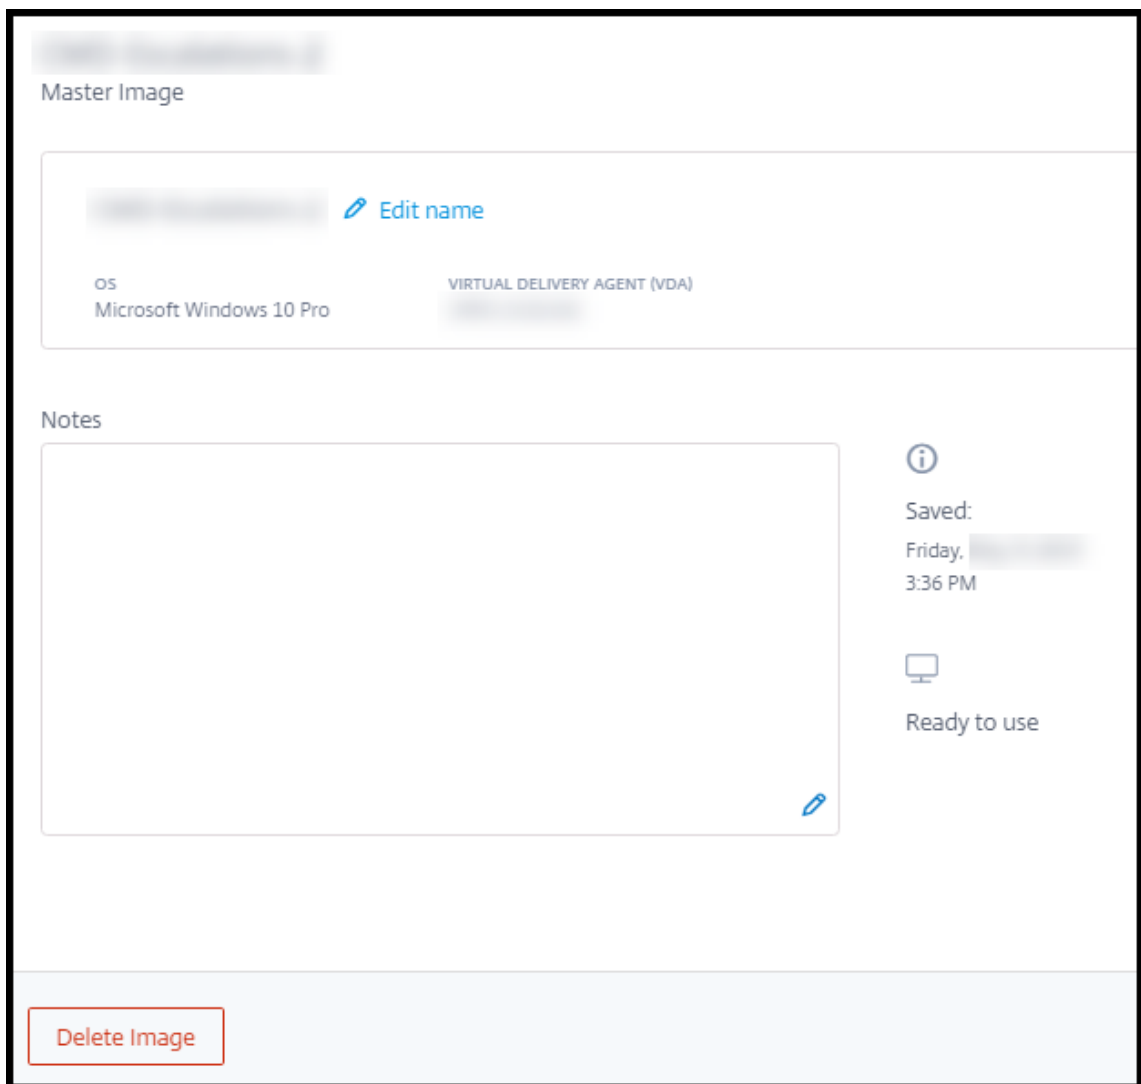 Master Image
Edit name
OS
VIRTUAL DELIVERY AGENT (VDA)
Microsoft Windows 10 Pro
Notes
Saved:
Friday,
3:36 PM
Ready to use
Delete Image